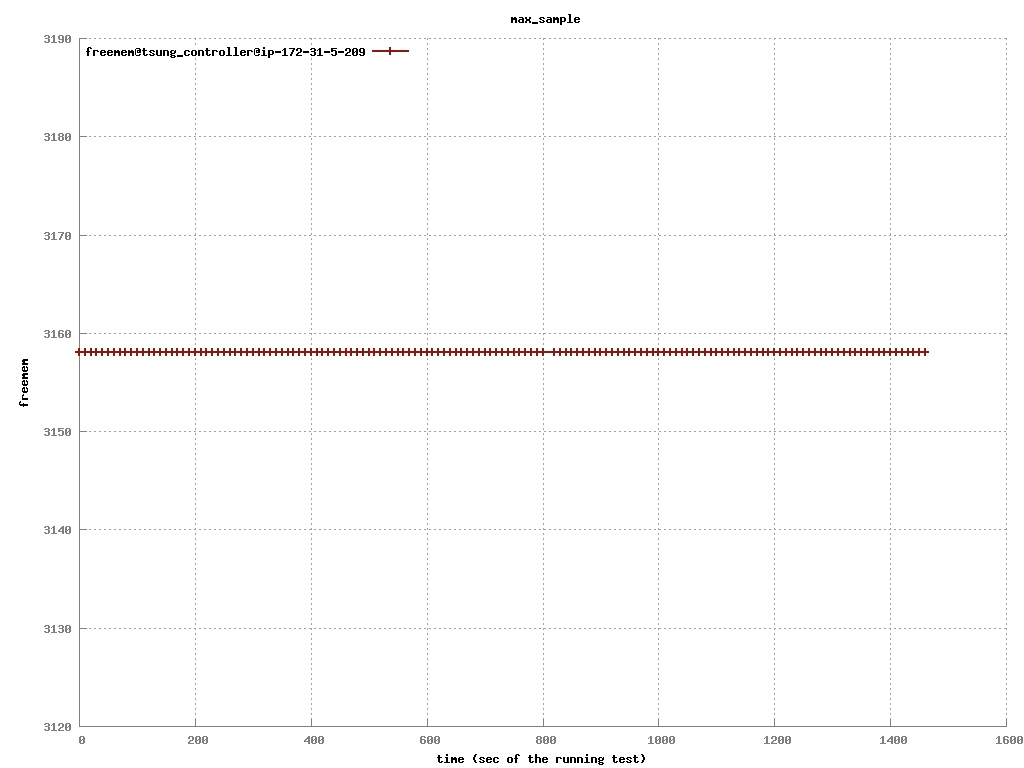 max_sample
freemem@tsung_controller@ip-172-31-5-209
3190
3180
3170
3160
3150
3140
3130
3120
freemem
0 200 400 600 800 1000 1200 1400 1600
time (sec of the running test)